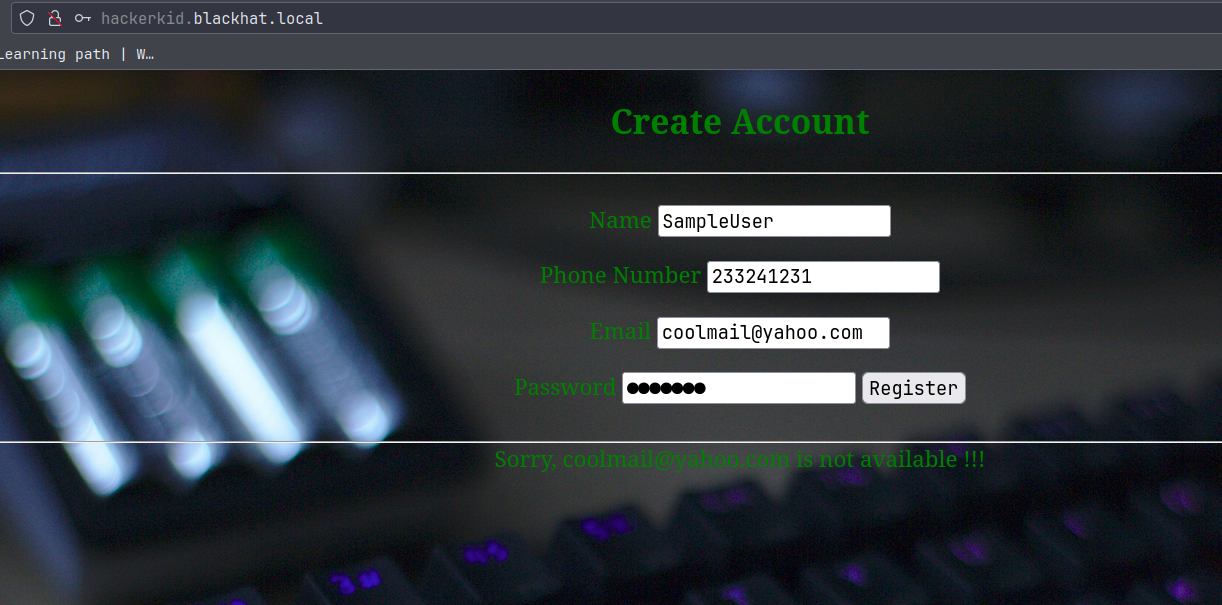 hackerkid.blackhat.local
Learning path | W…
Create Account
Name SampleUser
Phone Number 233241231
Email coolmail@yahoo.com
Password ●●●●●●● Register
Sorry, coolmail@yahoo.com is not available !!!